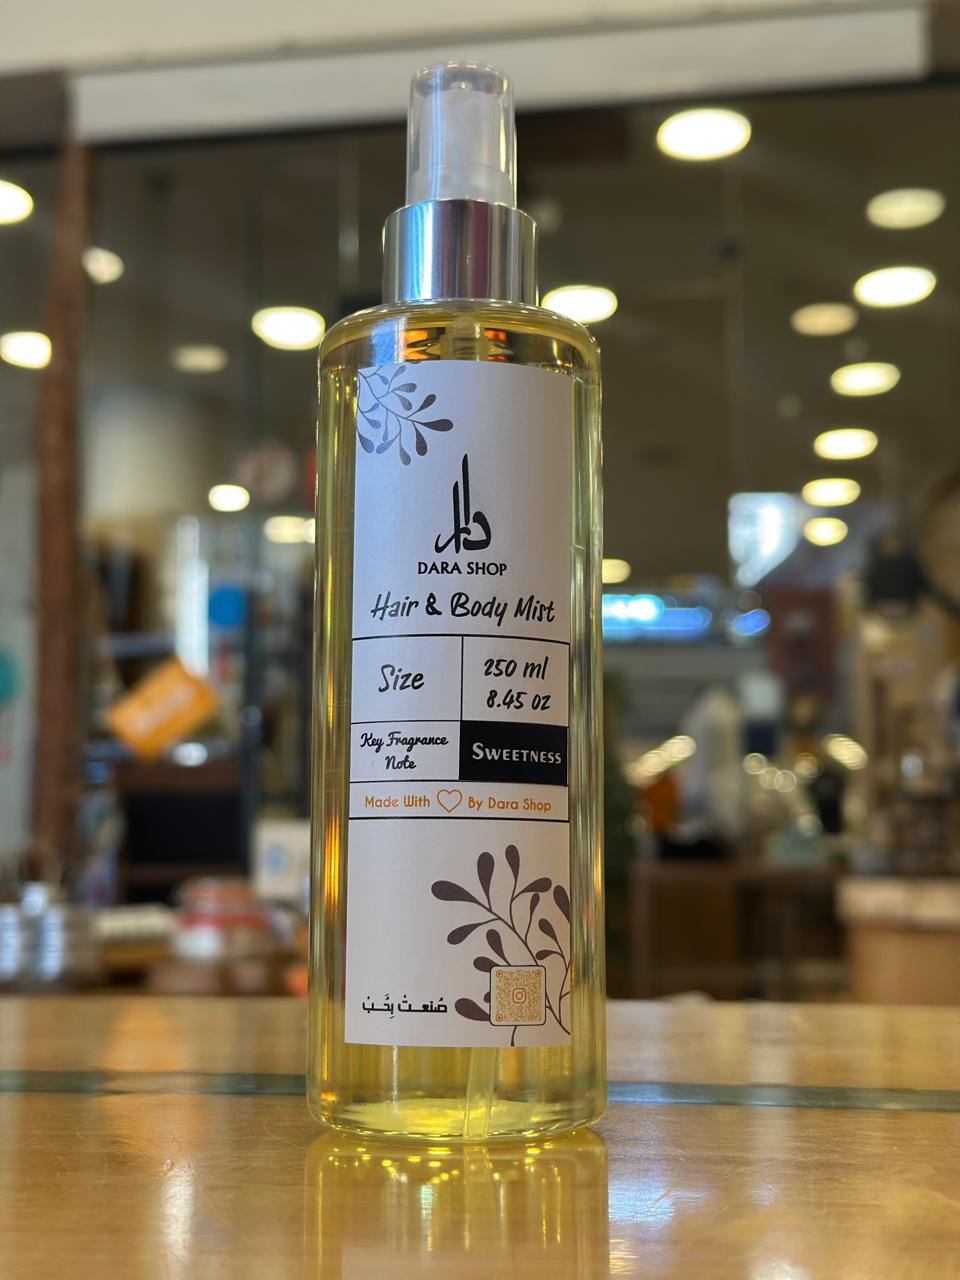 دارا
DARA SHOP
Hair & Body Mist
Size
250 ml
8.45 oz
Key Fragrance
Note
SWEETNESS
Made With By Dara Shop
صُنعتْ بِحُبْ